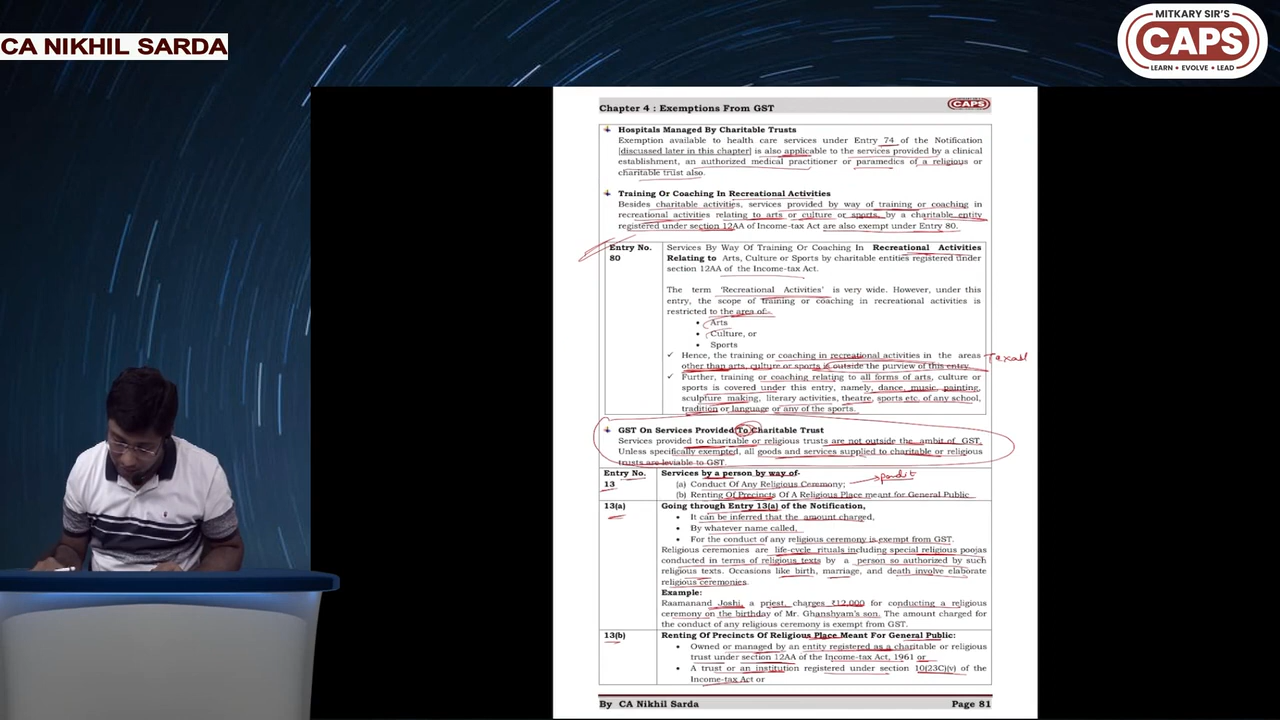 CA NIKHIL SARDA
MITKARY SIR'S
CAPS
LEARN • EVOLVE • LEAD
Chapter 4 : Exemptions From GST
CAPS
Hospitals Managed By Charitable Trusts
Exemption available to health care services under Entry 74 of the Notification
[discussed later in this chapter] is also applicable to the services provided by a clinical
establishment, an authorized medical practitioner or paramedics of a religious or
charitable trust also.
Training Or Coaching In Recreational Activities
Besides charitable activities, services provided by way of training or coaching in
recreational activities relating to arts or culture or sports, by a charitable entity
registered under section 12AA of Income-tax Act are also exempt under Entry 80.
Entry No.
80
Services By Way Of Training Or Coaching In Recreational Activities
Relating to Arts, Culture or Sports by charitable entities registered under
section 12AA of the Income-tax Act.
The term 'Recreational Activities' is very wide. However, under this
entry, the scope of training or coaching in recreational activities is
restricted to the area of-
• Arts
• Culture, or
• Sports
✓ Hence, the training or coaching in recreational activities in the areas
other than arts, culture or sports is outside the purview of this entry.
✓ Further, training or coaching relating to all forms of arts, culture or
sports is covered under this entry, namely, dance, music, painting,
sculpture making, literary activities, theatre, sports etc. of any school,
tradition or language or any of the sports.
GST On Services Provided To Charitable Trust
Services provided to charitable or religious trusts are not outside the ambit of GST.
Unless specifically exempted, all goods and services supplied to charitable or religious
trusts are leviable to GST.
Entry No.
13
Services by a person by way of-
(a) Conduct Of Any Religious Ceremony;
pandit
(b) Renting Of Precincts Of A Religious Place meant for General Public
13(a)
Going through Entry 13(a) of the Notification,
• It can be inferred that the amount charged,
• By whatever name called,
• For the conduct of any religious ceremony is exempt from GST.
Religious ceremonies are life-cycle rituals including special religious poojas
conducted in terms of religious texts by a person so authorized by such
religious texts. Occasions like birth, marriage, and death involve elaborate
religious ceremonies.
Example:
Raamanand Joshi, a priest, charges ₹12,000 for conducting a religious
ceremony on the birthday of Mr. Ghanshyam's son. The amount charged for
the conduct of any religious ceremony is exempt from GST.
13(b)
Renting Of Precincts Of Religious Place Meant For General Public:
• Owned or managed by an entity registered as a charitable or religious
trust under section 12AA of the Income-tax Act, 1961 or
• A trust or an institution registered under section 10(23C)(v) of the
Income-tax Act or
By CA Nikhil Sarda
Page 81